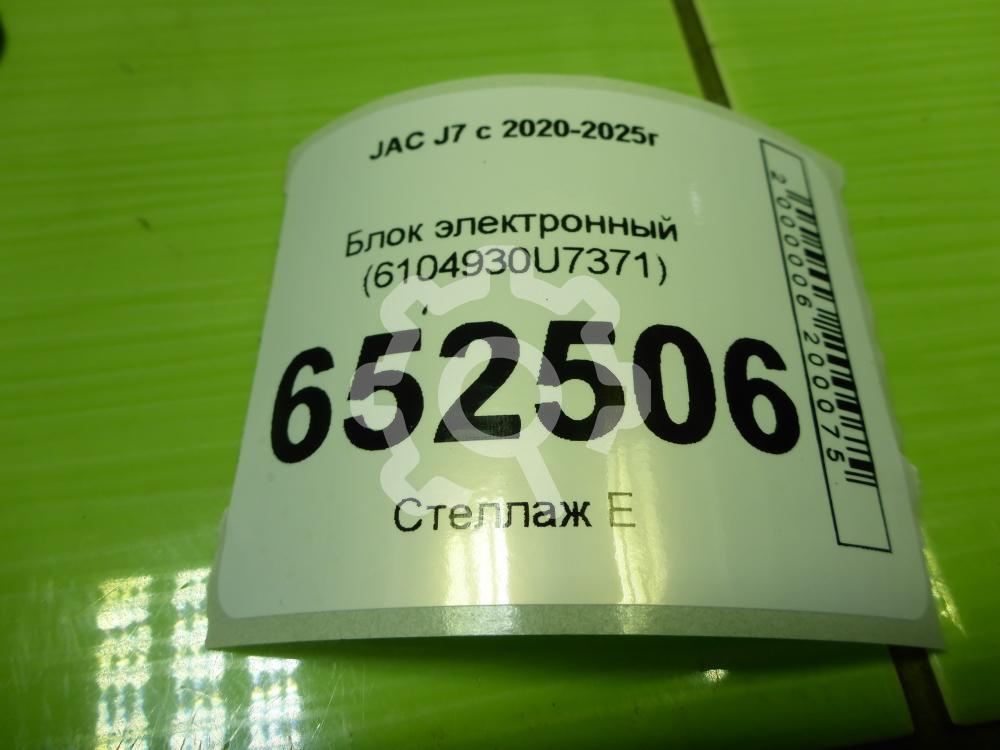 JAC J7 с 2020-2025г
Блок электронный
(6104930U7371)
652506
Стеллаж Е
2000006200075